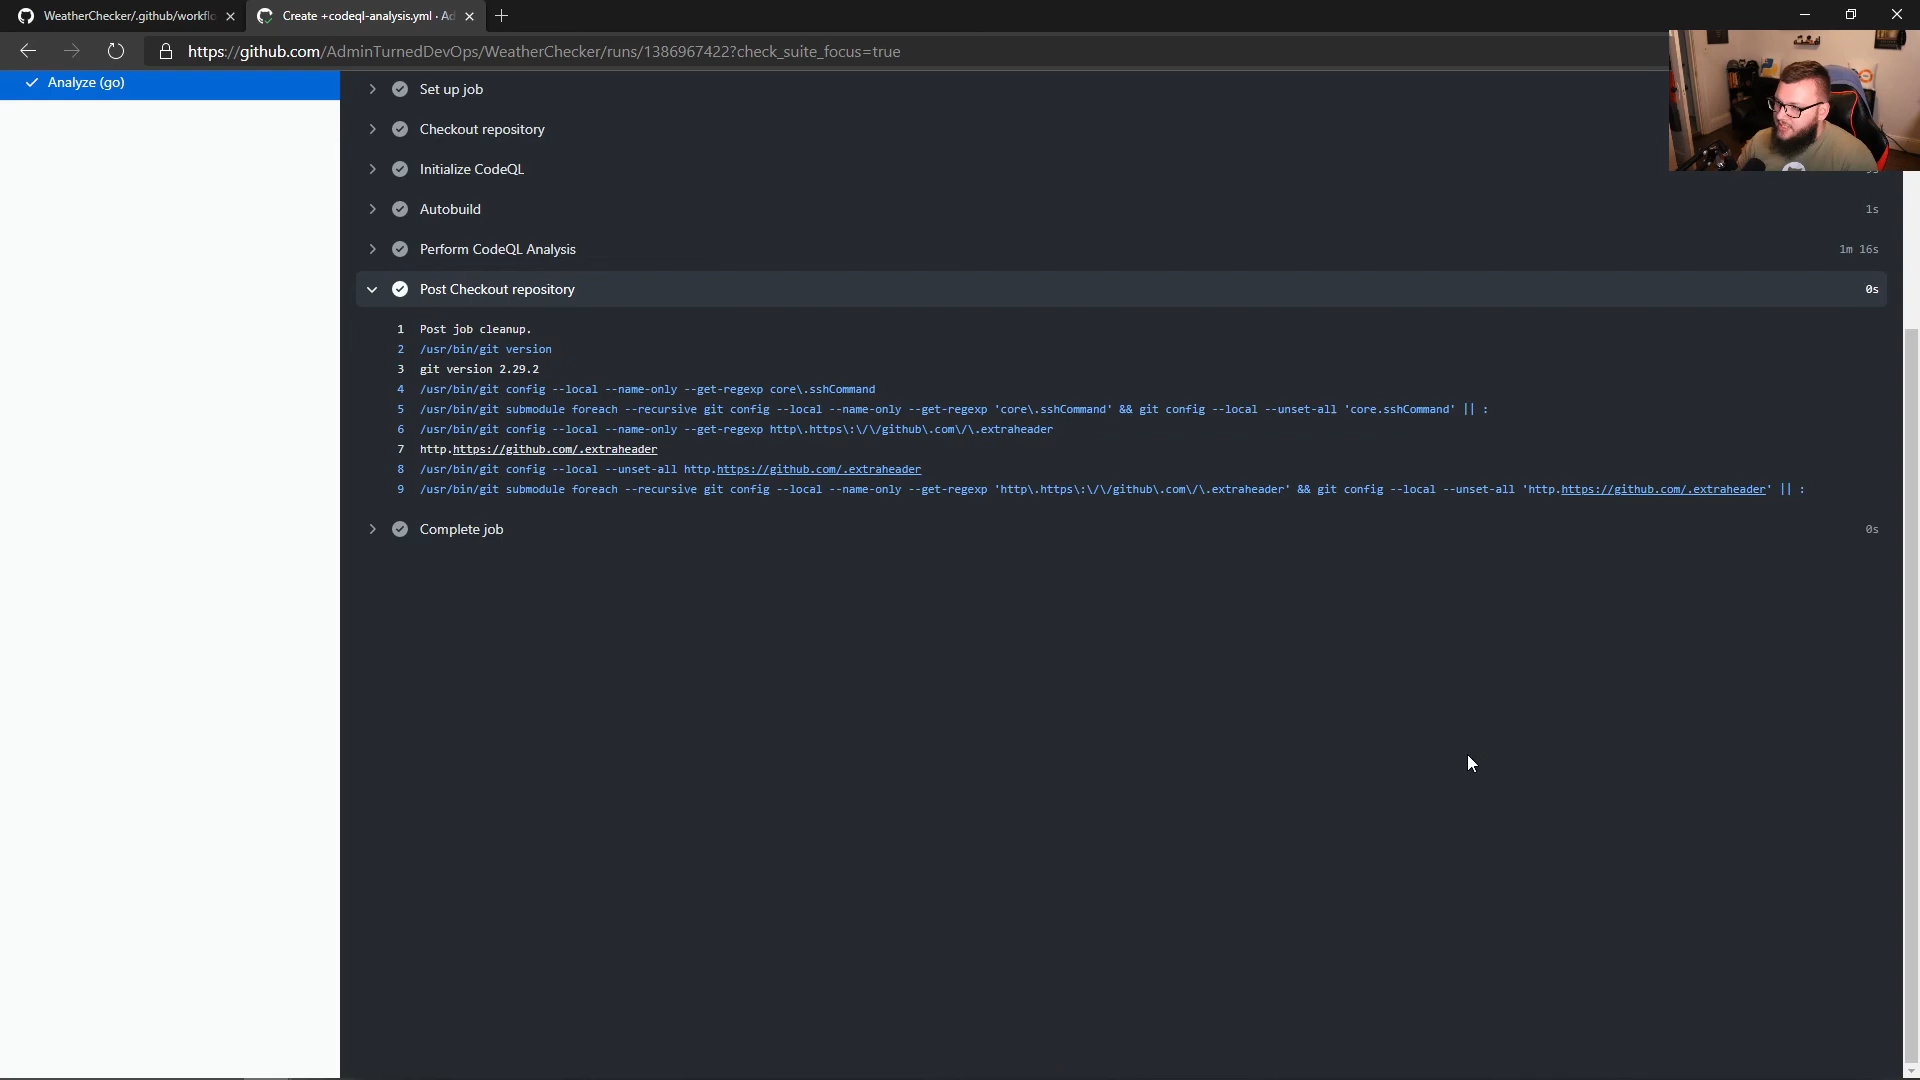 WeatherChecker/.github/workflo
Create +codeql-analysis.yml · Ad
https://github.com/AdminTurnedDevOps/WeatherChecker/runs/1386967422?check_suite_focus=true
Analyze (go)
Set up job
Checkout repository
Initialize CodeQL
Autobuild 1s
Perform CodeQL Analysis 1m 16s
Post Checkout repository 0s
1 Post job cleanup.
2 /usr/bin/git version
3 git version 2.29.2
4 /usr/bin/git config --local --name-only --get-regexp core\.sshCommand
5 /usr/bin/git submodule foreach --recursive git config --local --name-only --get-regexp 'core\.sshCommand' && git config --local --unset-all 'core.sshCommand' || :
6 /usr/bin/git config --local --name-only --get-regexp http\.https\:\/\/github\.com\/\.extraheader
7 http.https://github.com/.extraheader
8 /usr/bin/git config --local --unset-all http.https://github.com/.extraheader
9 /usr/bin/git submodule foreach --recursive git config --local --name-only --get-regexp 'http\.https\:\/\/github\.com\/\.extraheader' && git config --local --unset-all 'http.https://github.com/.extraheader' || :
Complete job 0s